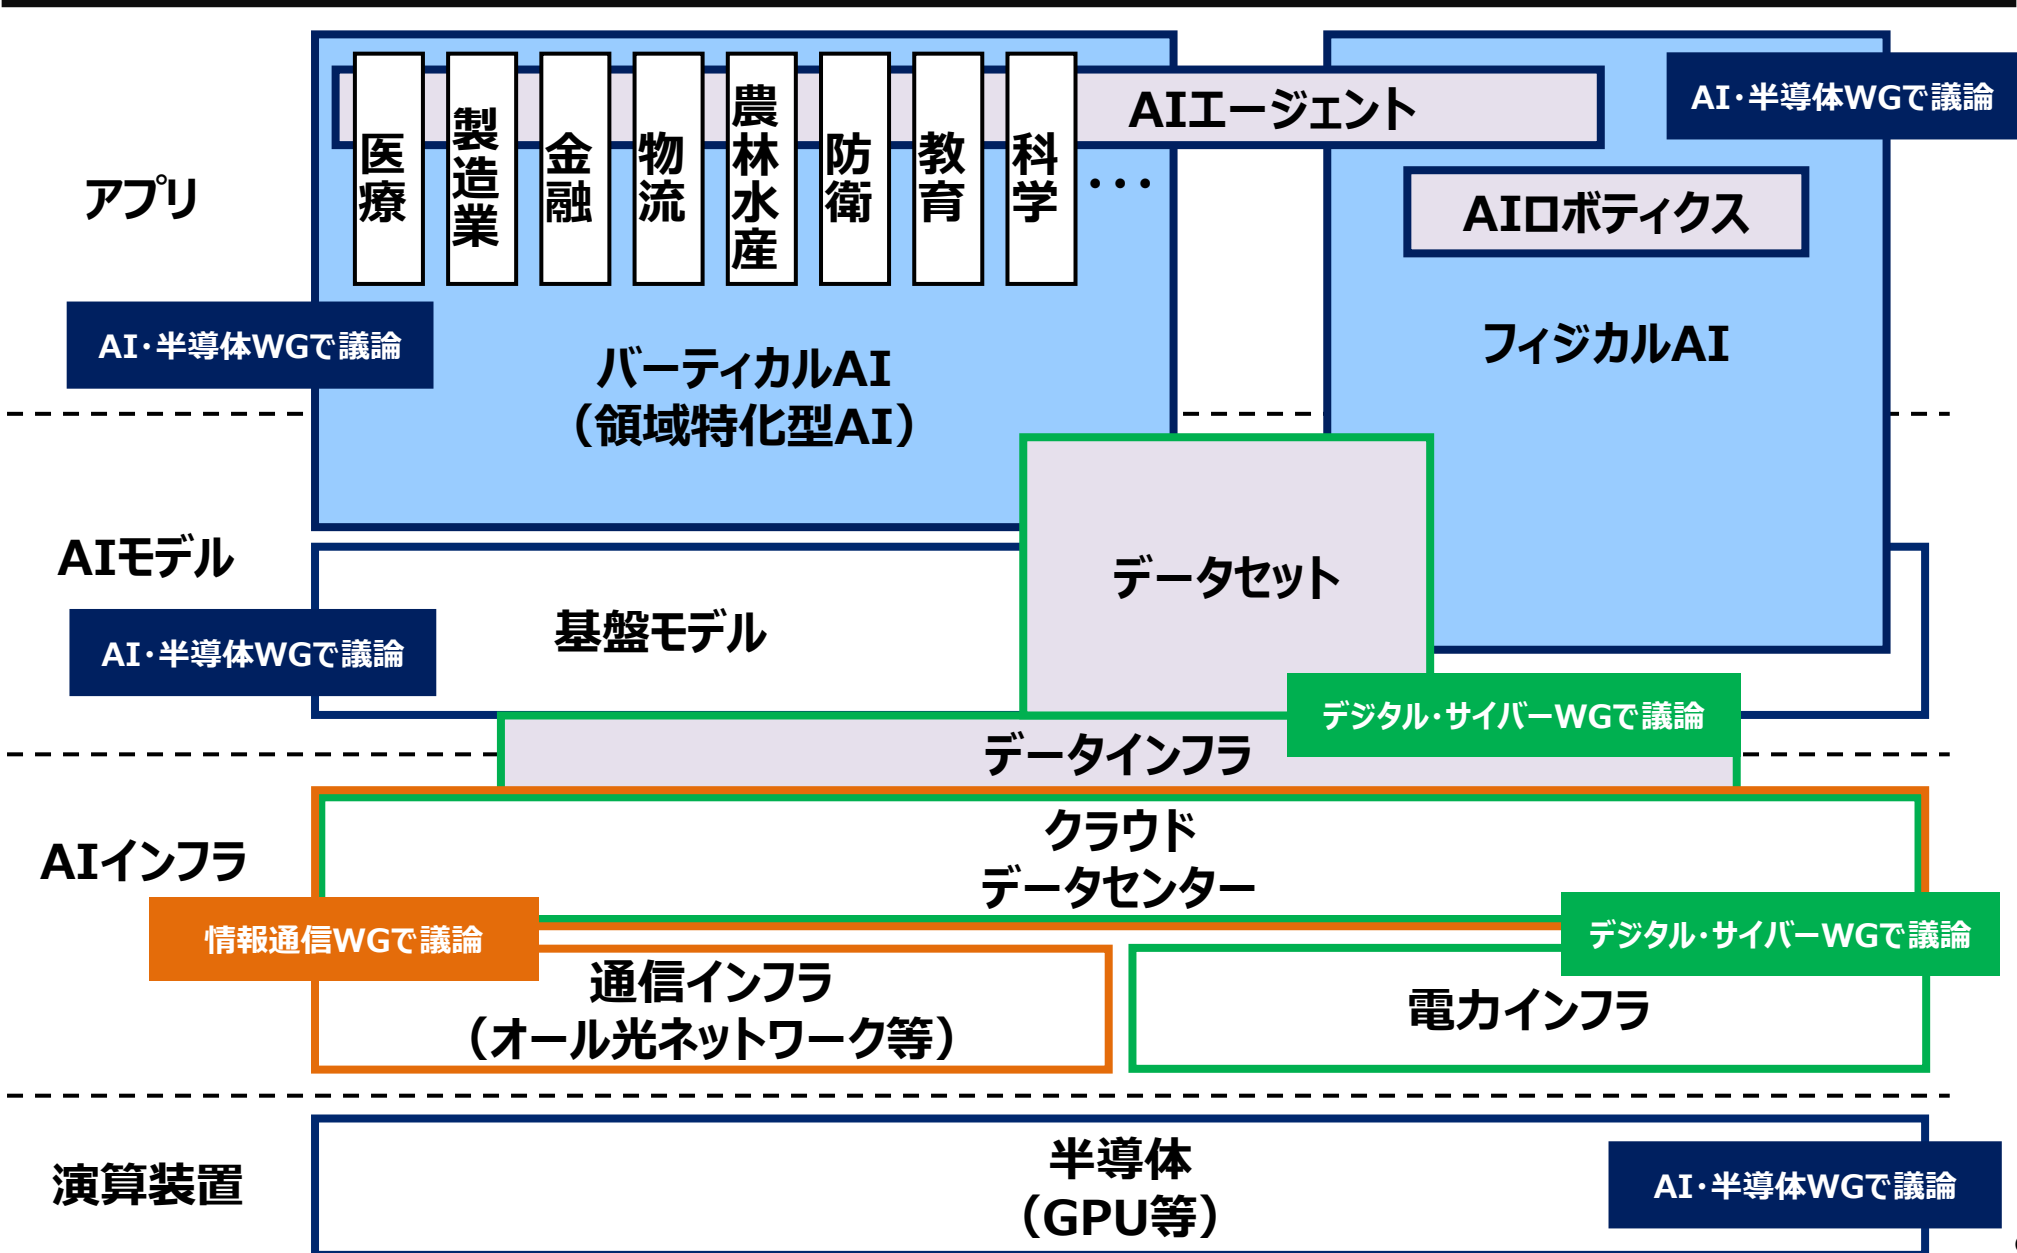 医療
製造業
金融
物流
農林水産
防衛
教育
科学
･･･
AIエージェント
AI・半導体WGで議論
アプリ
AIロボティクス
AI・半導体WGで議論
バーティカルAI
（領域特化型AI）
フィジカルAI
AIモデル
データセット
基盤モデル
AI・半導体WGで議論
デジタル・サイバーWGで議論
データインフラ
AIインフラ
クラウド
データセンター
情報通信WGで議論
デジタル・サイバーWGで議論
通信インフラ
（オール光ネットワーク等）
電力インフラ
演算装置
半導体
（GPU等）
AI・半導体WGで議論